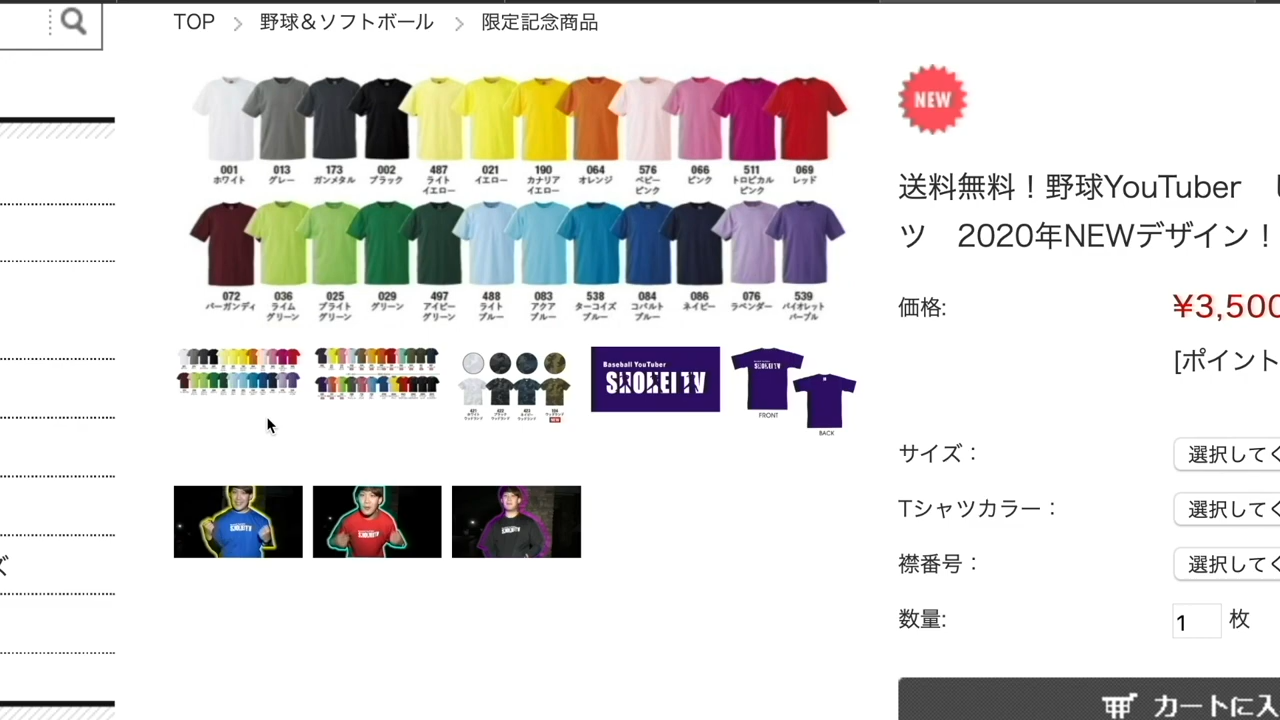 TOP > 野球＆ソフトボール > 限定記念商品
NEW
送料無料！野球YouTuber
ツ 2020年NEWデザイン！
価格:
¥3,500
[ポイント
サイズ：
選択してく
Tシャツカラー：
選択してく
襟番号：
選択してく
数量:
1 枚
カートに入
001 013 173 002 487 021 190 064 576 066 511 069
ホワイト グレー ガンメタル ブラック ライトイエロー イエロー カナリアイエロー オレンジ ベビーピンク ピンク トロピカルピンク レッド
072 036 025 029 497 488 083 538 084 086 076 539
バーガンディ ライムグリーン ブライトグリーン グリーン アイビーグリーン ライトブルー アクアブルー ターコイズブルー コバルトブルー ネイビー ラベンダー バイオレットパープル
Baseball YouTuber
SHOHEI TV
SHOHEI TV
FRONT
BACK
ズ